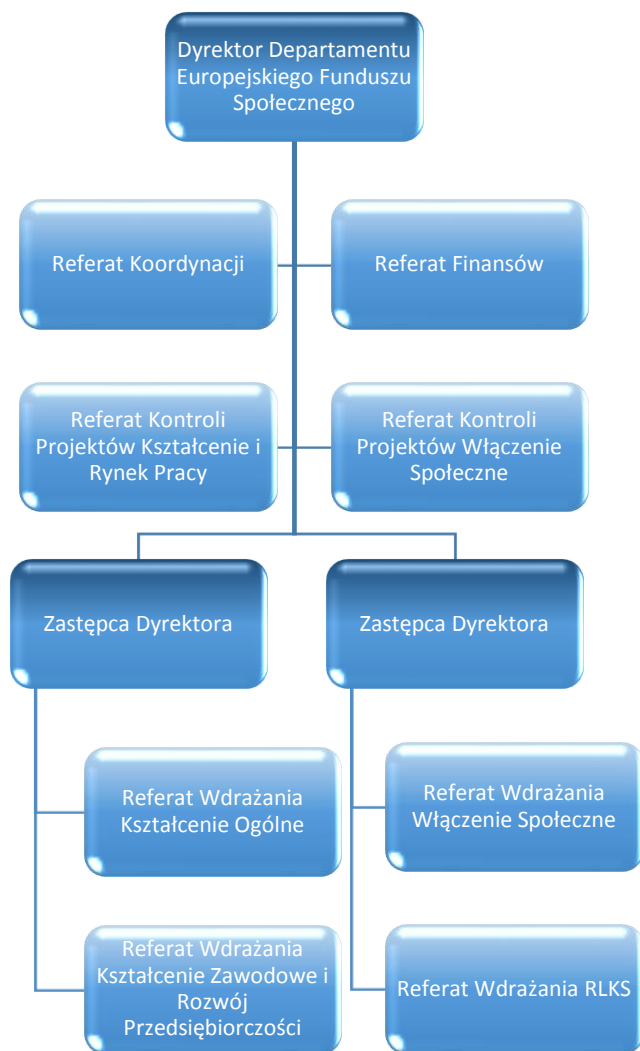 Dyrektor Departamentu
Europejskiego Funduszu
Społecznego
Referat Koordynacji
Referat Finansów
Referat Kontroli
Projektów Kształcenie i
Rynek Pracy
Referat Kontroli
Projektów Włączenie
Społeczne
Zastępca Dyrektora
Zastępca Dyrektora
Referat Wdrażania
Kształcenie Ogólne
Referat Wdrażania
Włączenie Społeczne
Referat Wdrażania
Kształcenie Zawodowe i
Rozwój
Przedsiębiorczości
Referat Wdrażania RLKS